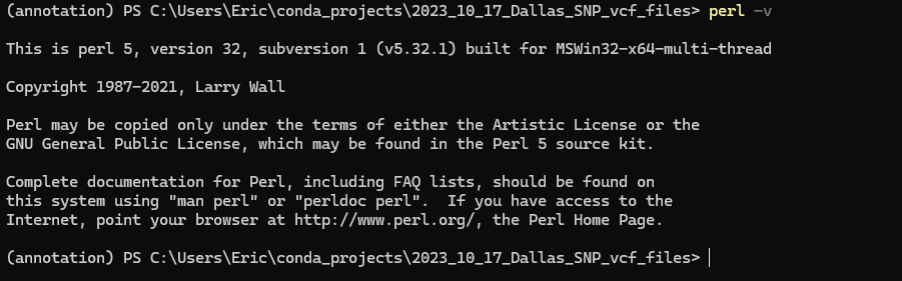 (annotation) PS C:\Users\Eric\conda_projects\2023_10_17_Dallas_SNP_vcf_files> perl -v
This is perl 5, version 32, subversion 1 (v5.32.1) built for MSWin32-x64-multi-thread
Copyright 1987-2021, Larry Wall
Perl may be copied only under the terms of either the Artistic License or the
GNU General Public License, which may be found in the Perl 5 source kit.
Complete documentation for Perl, including FAQ lists, should be found on
this system using "man perl" or "perldoc perl".  If you have access to the
Internet, point your browser at http://www.perl.org/, the Perl Home Page.
(annotation) PS C:\Users\Eric\conda_projects\2023_10_17_Dallas_SNP_vcf_files>